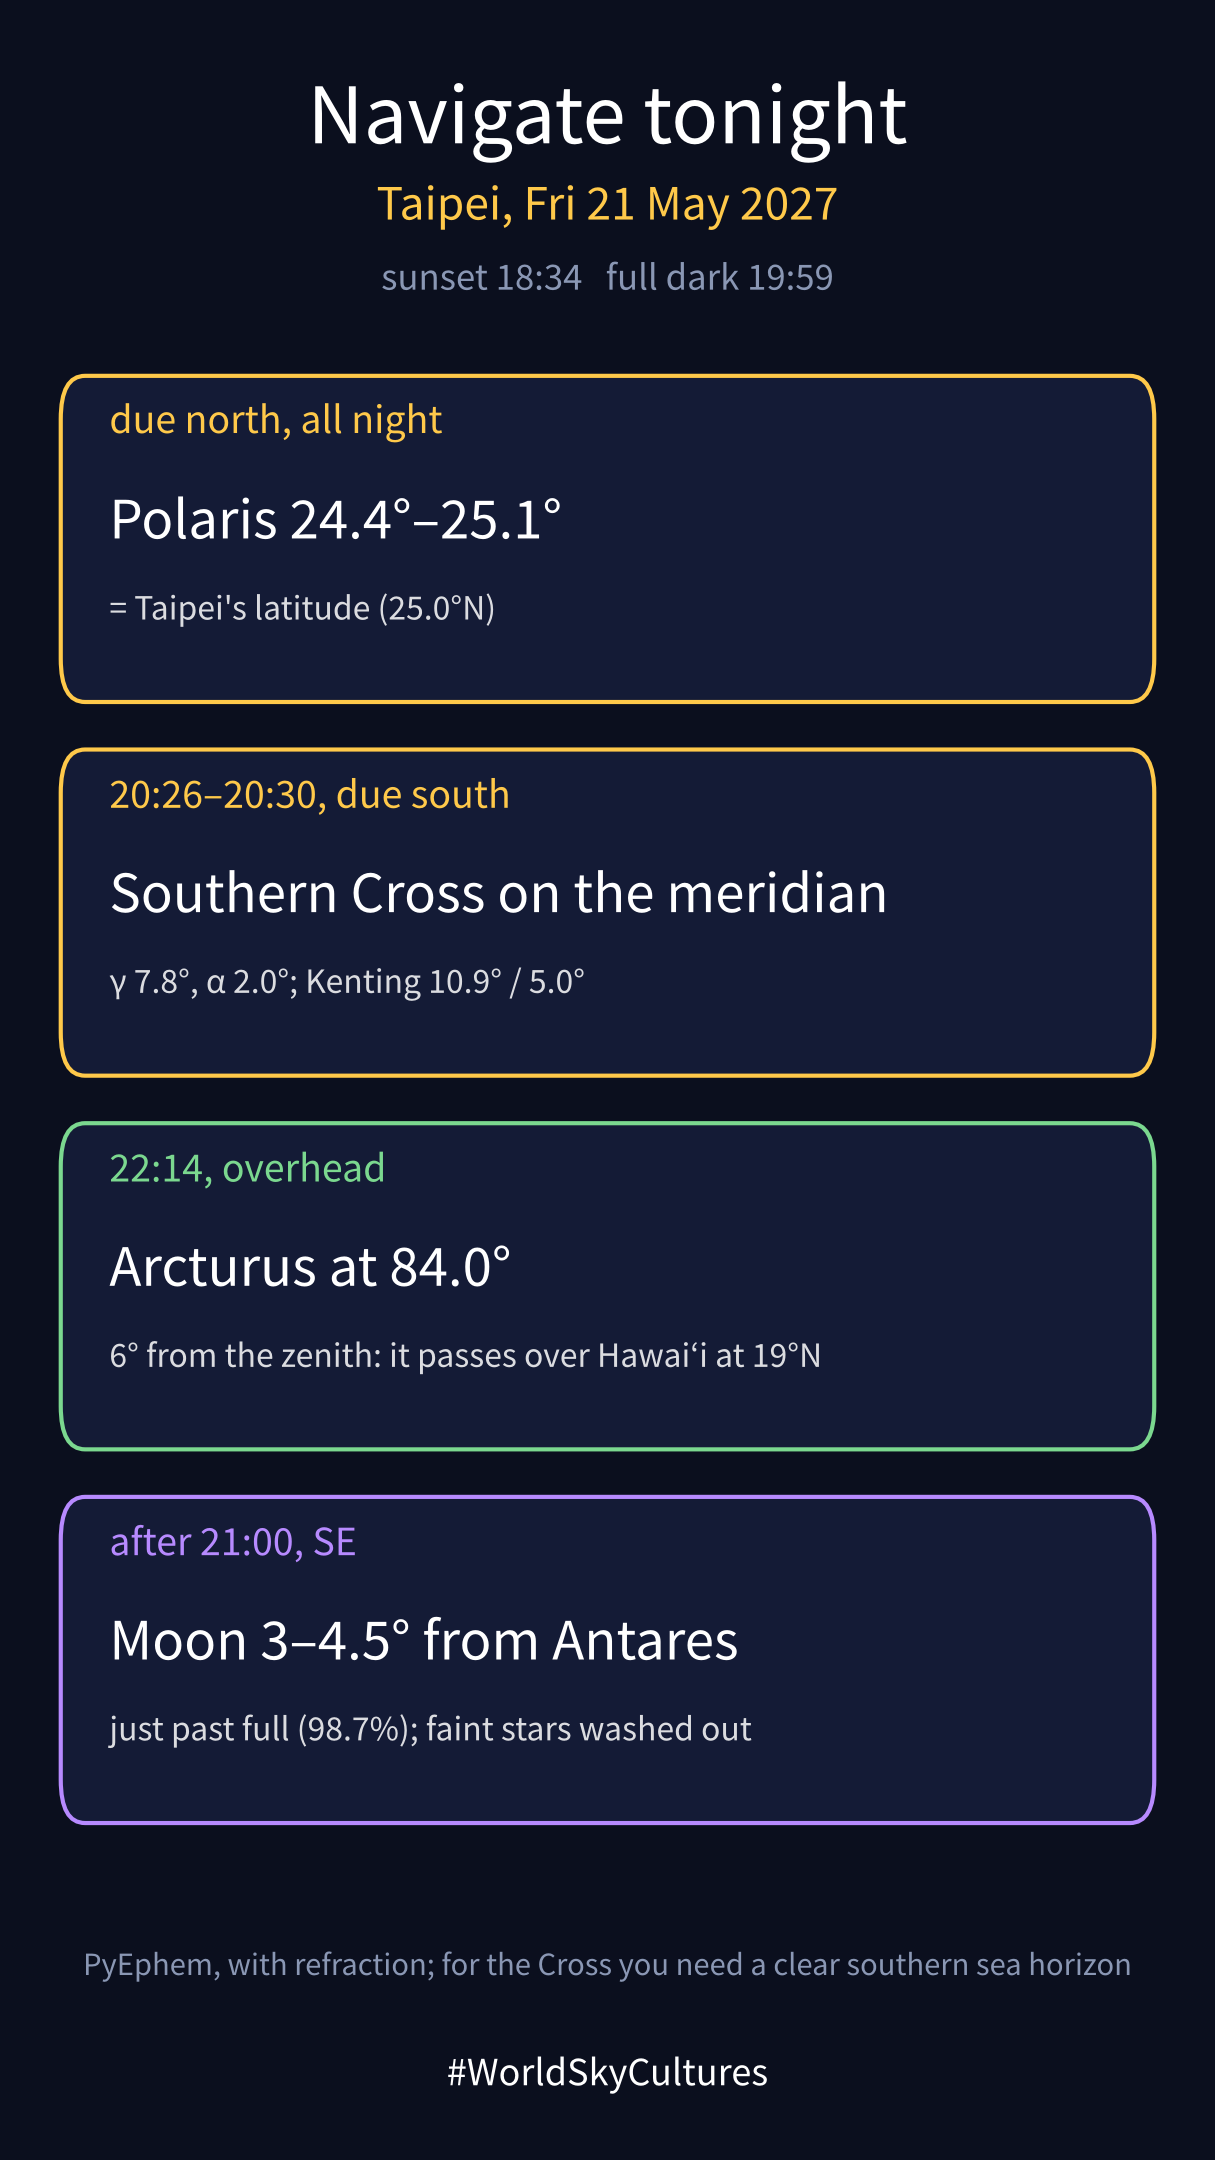 Navigate tonight
Taipei, Fri 21 May 2027
sunset 18:34 full dark 19:59
due north, all night
Polaris 24.4°–25.1°
= Taipei's latitude (25.0°N)
20:26–20:30, due south
Southern Cross on the meridian
γ 7.8°, α 2.0°; Kenting 10.9° / 5.0°
22:14, overhead
Arcturus at 84.0°
6° from the zenith: it passes over Hawaiʻi at 19°N
after 21:00, SE
Moon 3–4.5° from Antares
just past full (98.7%); faint stars washed out
PyEphem, with refraction; for the Cross you need a clear southern sea horizon
#WorldSkyCultures